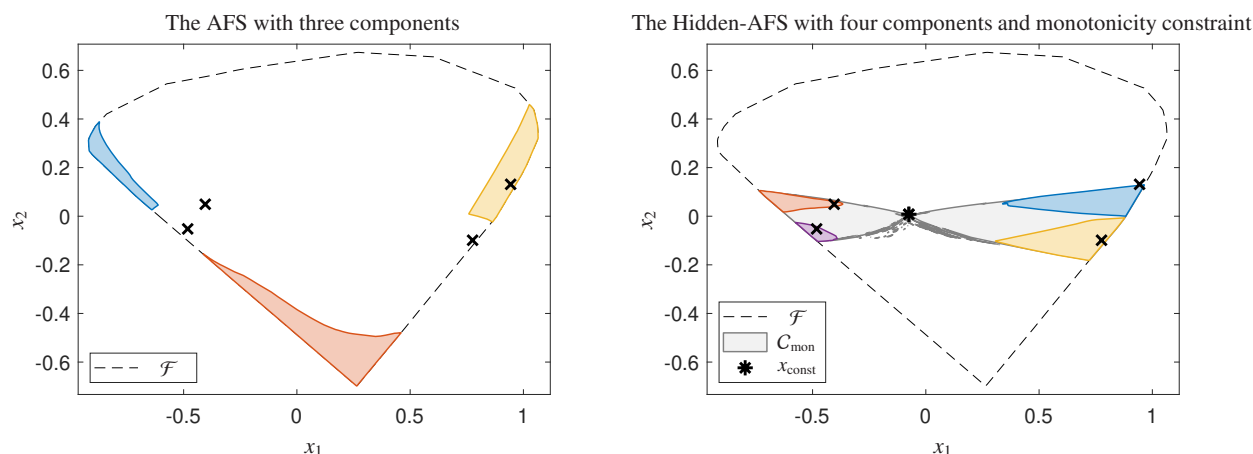 The AFS with three components
0.6
0.4
0.2
0
-0.2
-0.4
-0.6
x₂
ℱ
-0.5
0
0.5
1
x₁
The Hidden-AFS with four components and monotonicity constraint
0.6
0.4
0.2
0
-0.2
-0.4
-0.6
x₂
ℱ
𝒞mon
xconst
-0.5
0
0.5
1
x₁